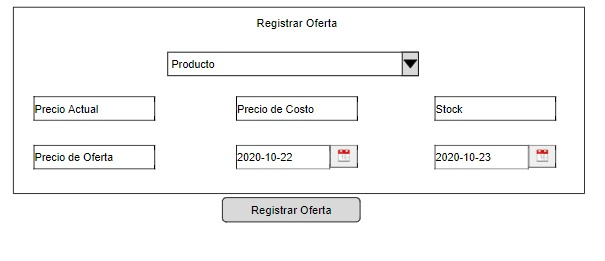 Registrar Oferta
Producto
Precio Actual Precio de Costo Stock
Precio de Oferta 2020-10-22 2020-10-23
Registrar Oferta